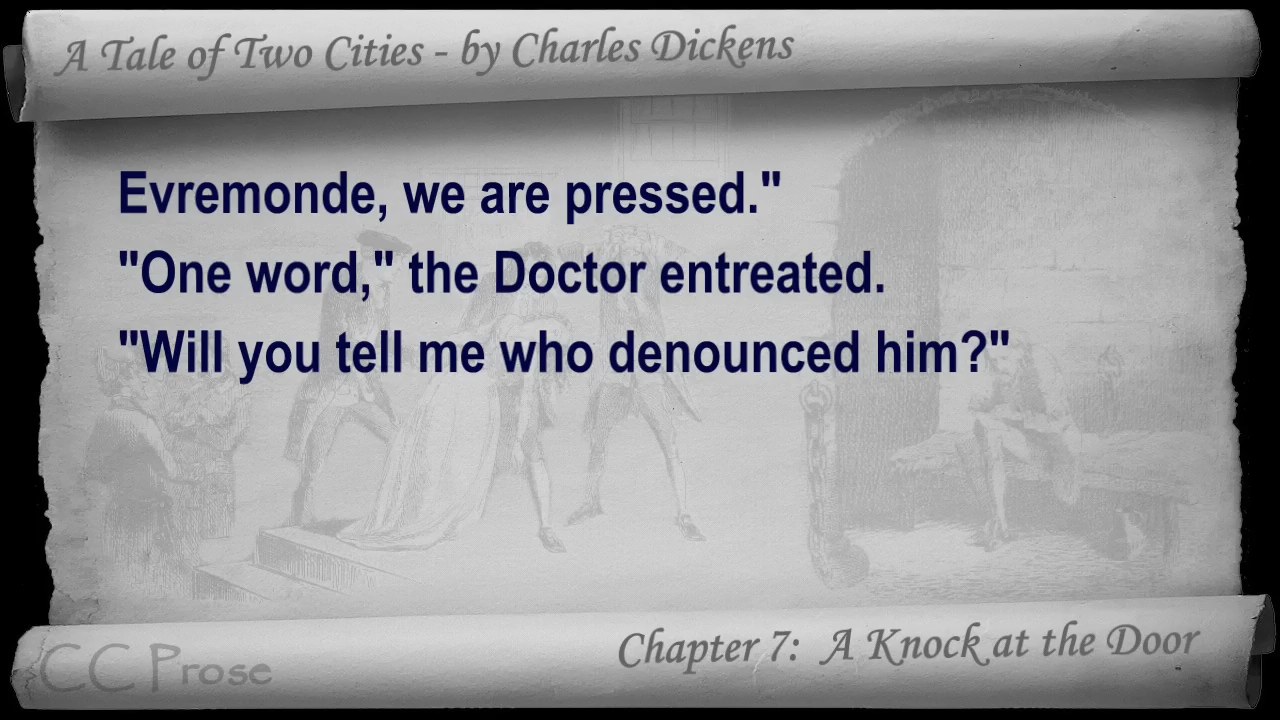 A Tale of Two Cities - by Charles Dickens
Evremonde, we are pressed."
"One word," the Doctor entreated.
"Will you tell me who denounced him?"
Chapter 7: A Knock at the Door
CC Prose